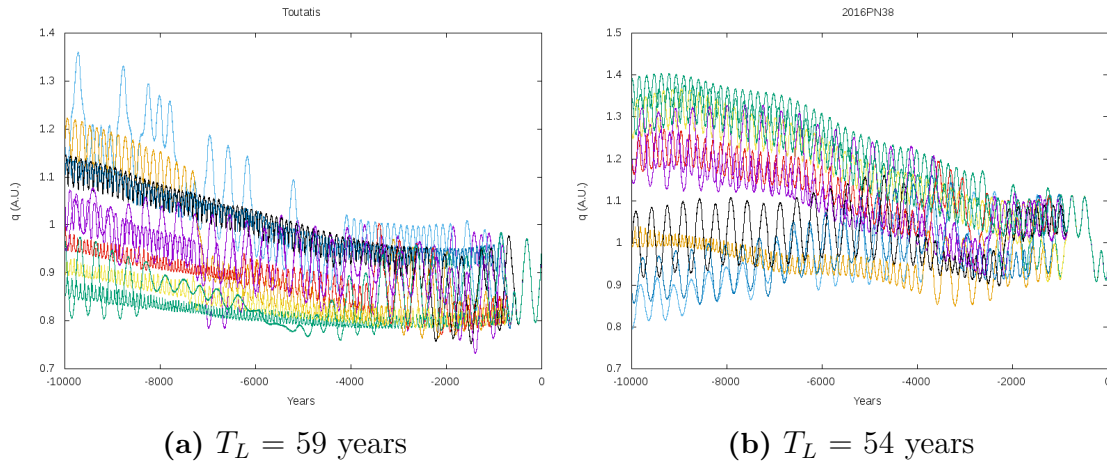 Toutatis
1.4
1.3
1.2
1.1
1
0.9
0.8
0.7
q (A.U.)
-10000 -8000 -6000 -4000 -2000 0
Years
(a) T_L = 59 years
2016PN38
1.5
1.4
1.3
1.2
1.1
1
0.9
0.8
0.7
q (A.U.)
-10000 -8000 -6000 -4000 -2000 0
Years
(b) T_L = 54 years